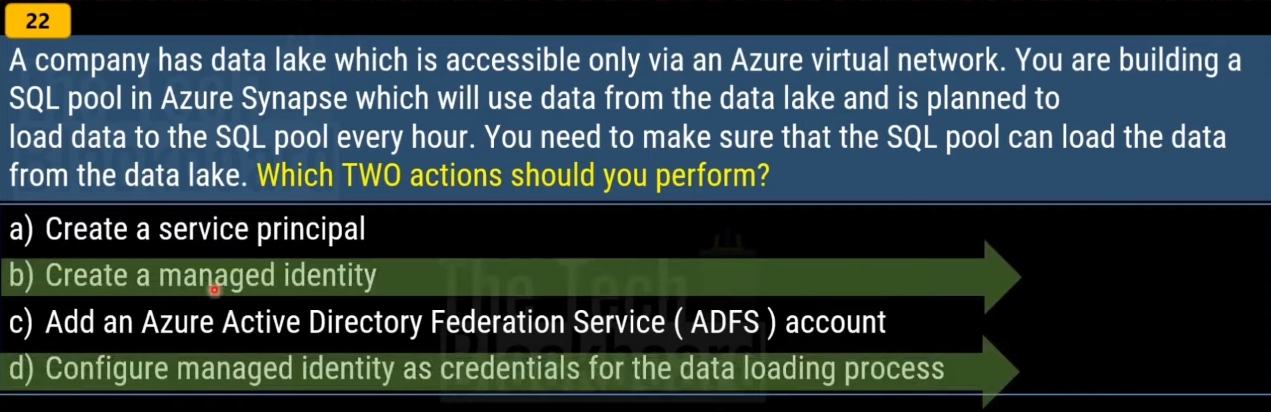 22
A company has data lake which is accessible only via an Azure virtual network. You are building a
SQL pool in Azure Synapse which will use data from the data lake and is planned to
load data to the SQL pool every hour. You need to make sure that the SQL pool can load the data
from the data lake. Which TWO actions should you perform?
a) Create a service principal
b) Create a managed identity
c) Add an Azure Active Directory Federation Service ( ADFS ) account
d) Configure managed identity as credentials for the data loading process
The Tech